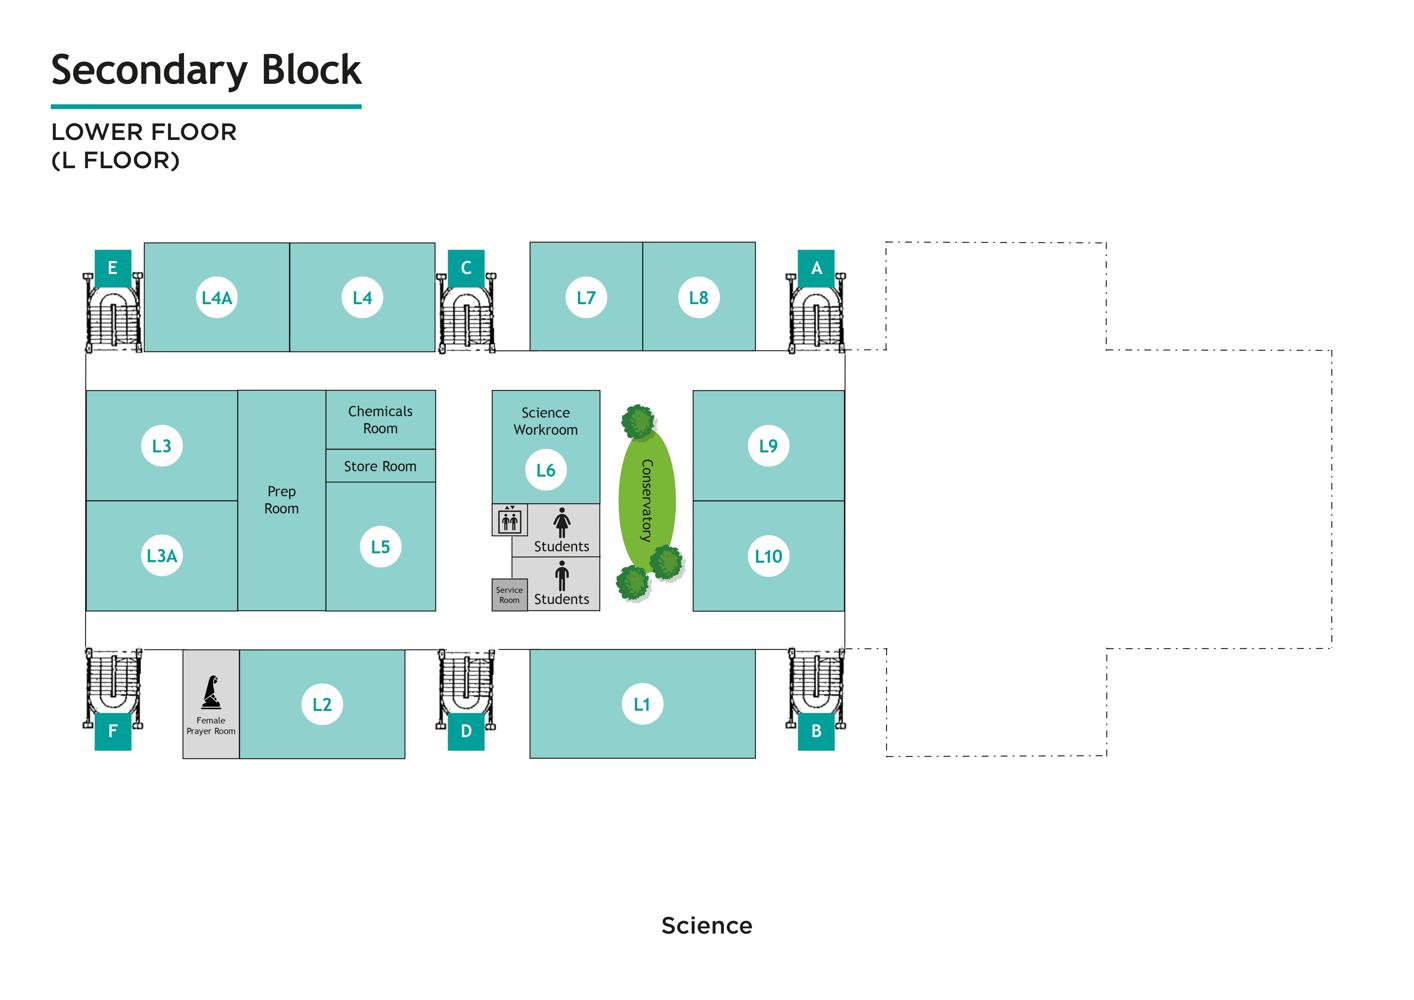 Secondary Block
LOWER FLOOR
(L FLOOR)
E
C
A
L4A
L4
L7
L8
Chemicals
Room
Science
Workroom
L3
L9
Store Room
L6
Prep
Room
Conservatory
L3A
L5
Students
L10
Service
Room
Students
L2
L1
Female
Prayer Room
F
D
B
Science